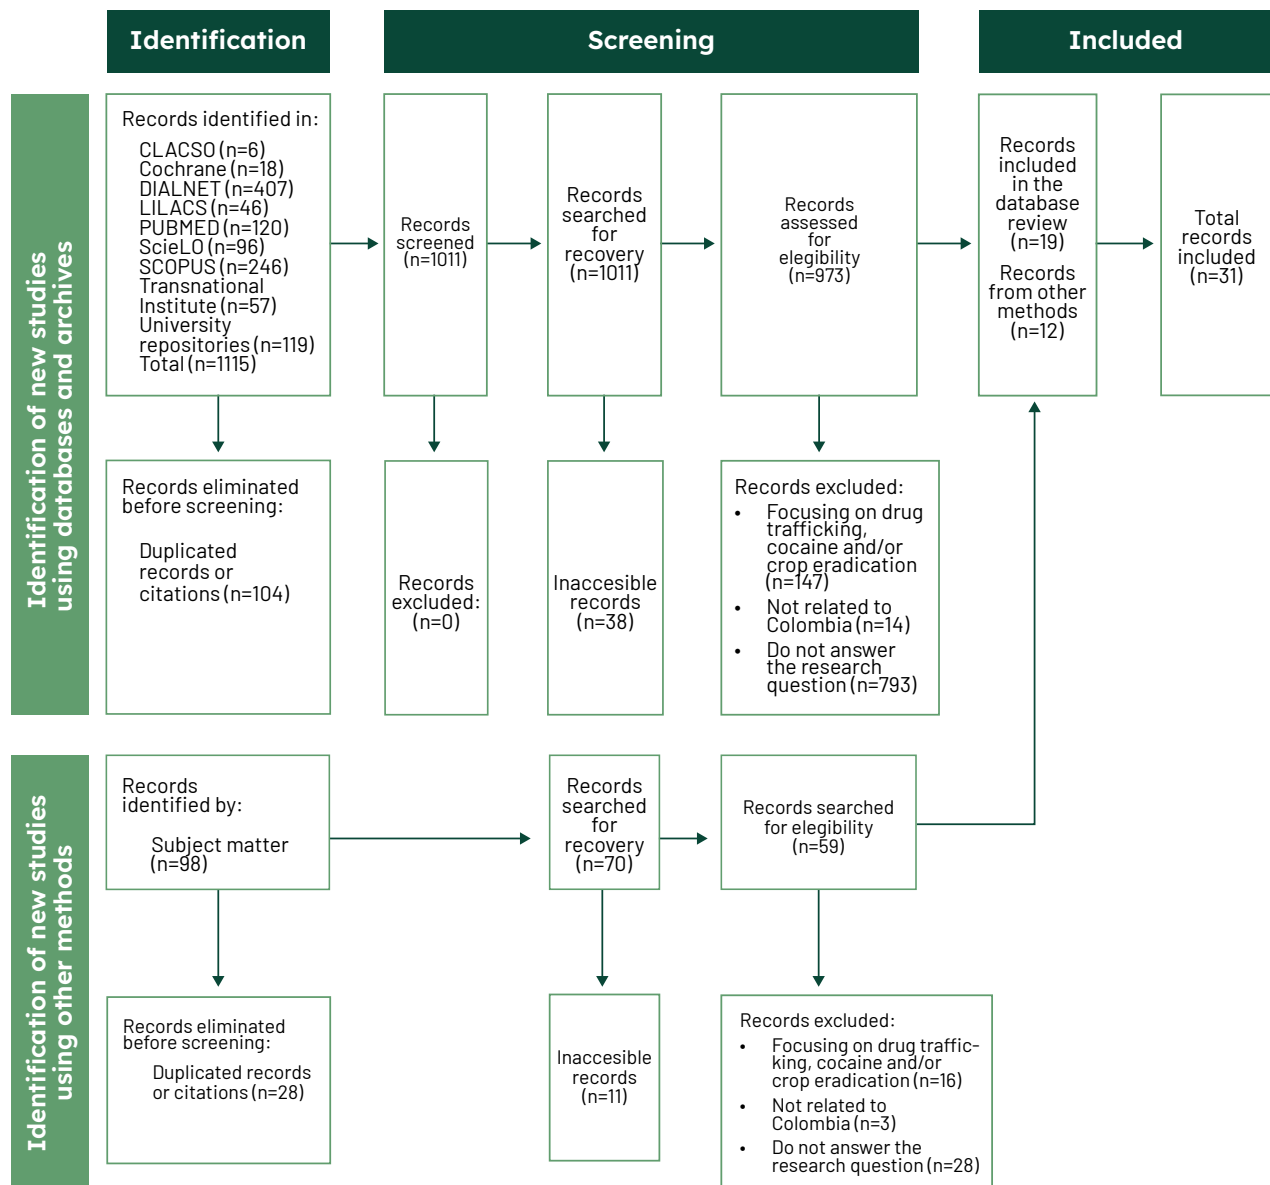 Identification
Screening
Included
Identification of new studies
using databases and archives
Records identified in:
CLACSO (n=6)
Cochrane (n=18)
DIALNET (n=407)
LILACS (n=46)
PUBMED (n=120)
ScieLO (n=96)
SCOPUS (n=246)
Transnational
Institute (n=57)
University
repositories (n=119)
Total (n=1115)
Records
screened
(n=1011)
Records
searched
for
recovery
(n=1011)
Records
assessed
for
elegibility
(n=973)
Records
included
in the
database
review
(n=19)
Records
from other
methods
(n=12)
Total
records
included
(n=31)
Records eliminated
before screening:
Duplicated
records or
citations (n=104)
Records
excluded:
(n=0)
Inaccesible
records
(n=38)
Records excluded:
• Focusing on drug
trafficking,
cocaine and/or
crop eradication
(n=147)
• Not related to
Colombia (n=14)
• Do not answer
the research
question (n=793)
Identification of new studies
using other methods
Records
identified by:
Subject matter
(n=98)
Records
searched
for
recovery
(n=70)
Records searched
for elegibility
(n=59)
Records eliminated
before screening:
Duplicated records
or citations (n=28)
Inaccesible
records
(n=11)
Records excluded:
• Focusing on drug traffic-
king, cocaine and/or
crop eradication (n=16)
• Not related to
Colombia (n=3)
• Do not answer the
research question (n=28)